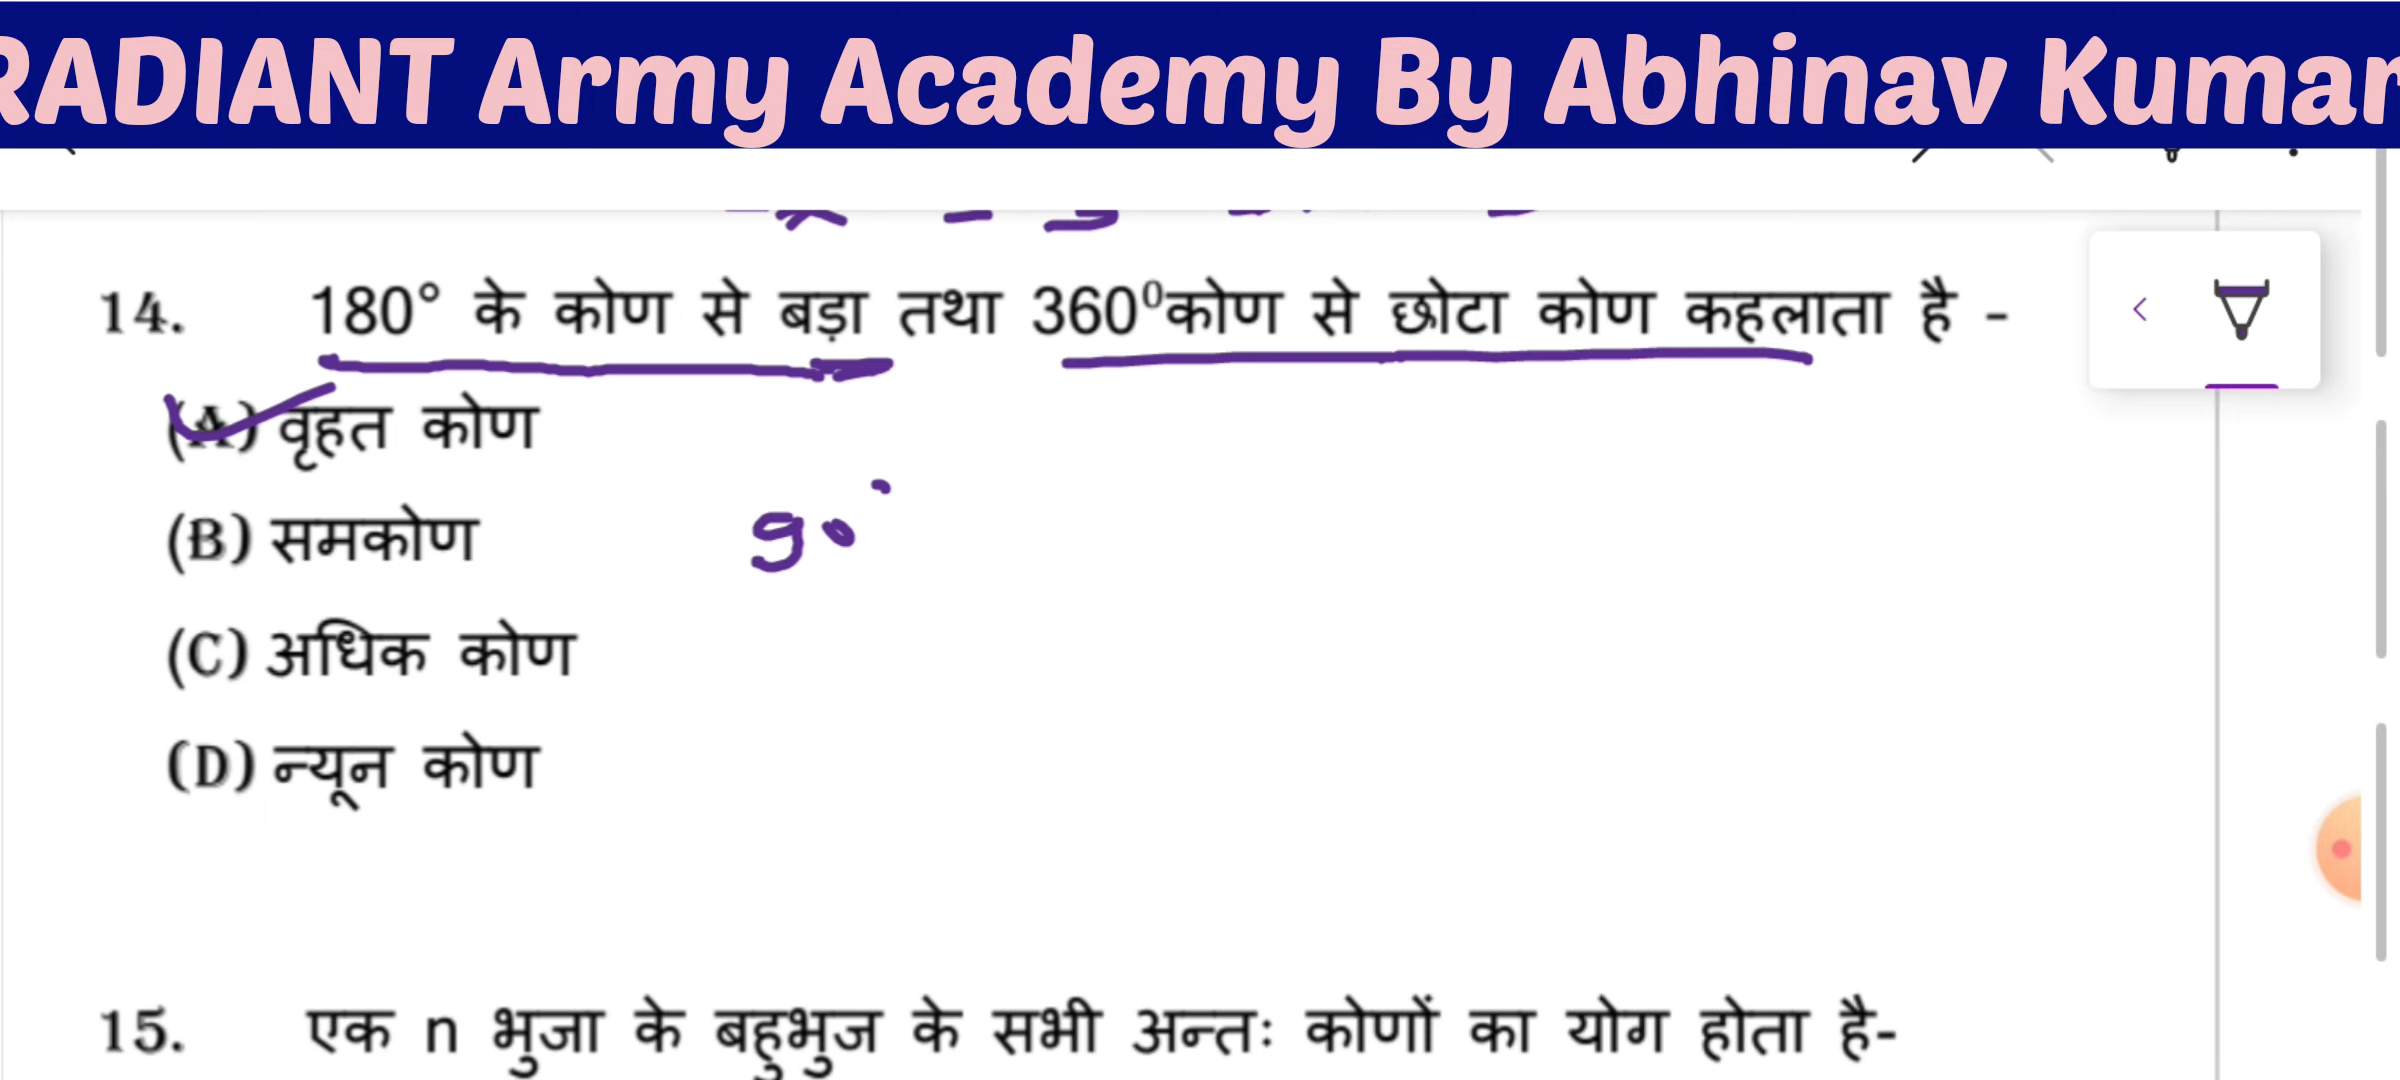 RADIANT Army Academy By Abhinav Kumar
14. 180° के कोण से बड़ा तथा 360⁰कोण से छोटा कोण कहलाता है -
(A) वृहत कोण
(B) समकोण 90°
(C) अधिक कोण
(D) न्यून कोण
15. एक n भुजा के बहुभुज के सभी अन्तः कोणों का योग होता है-